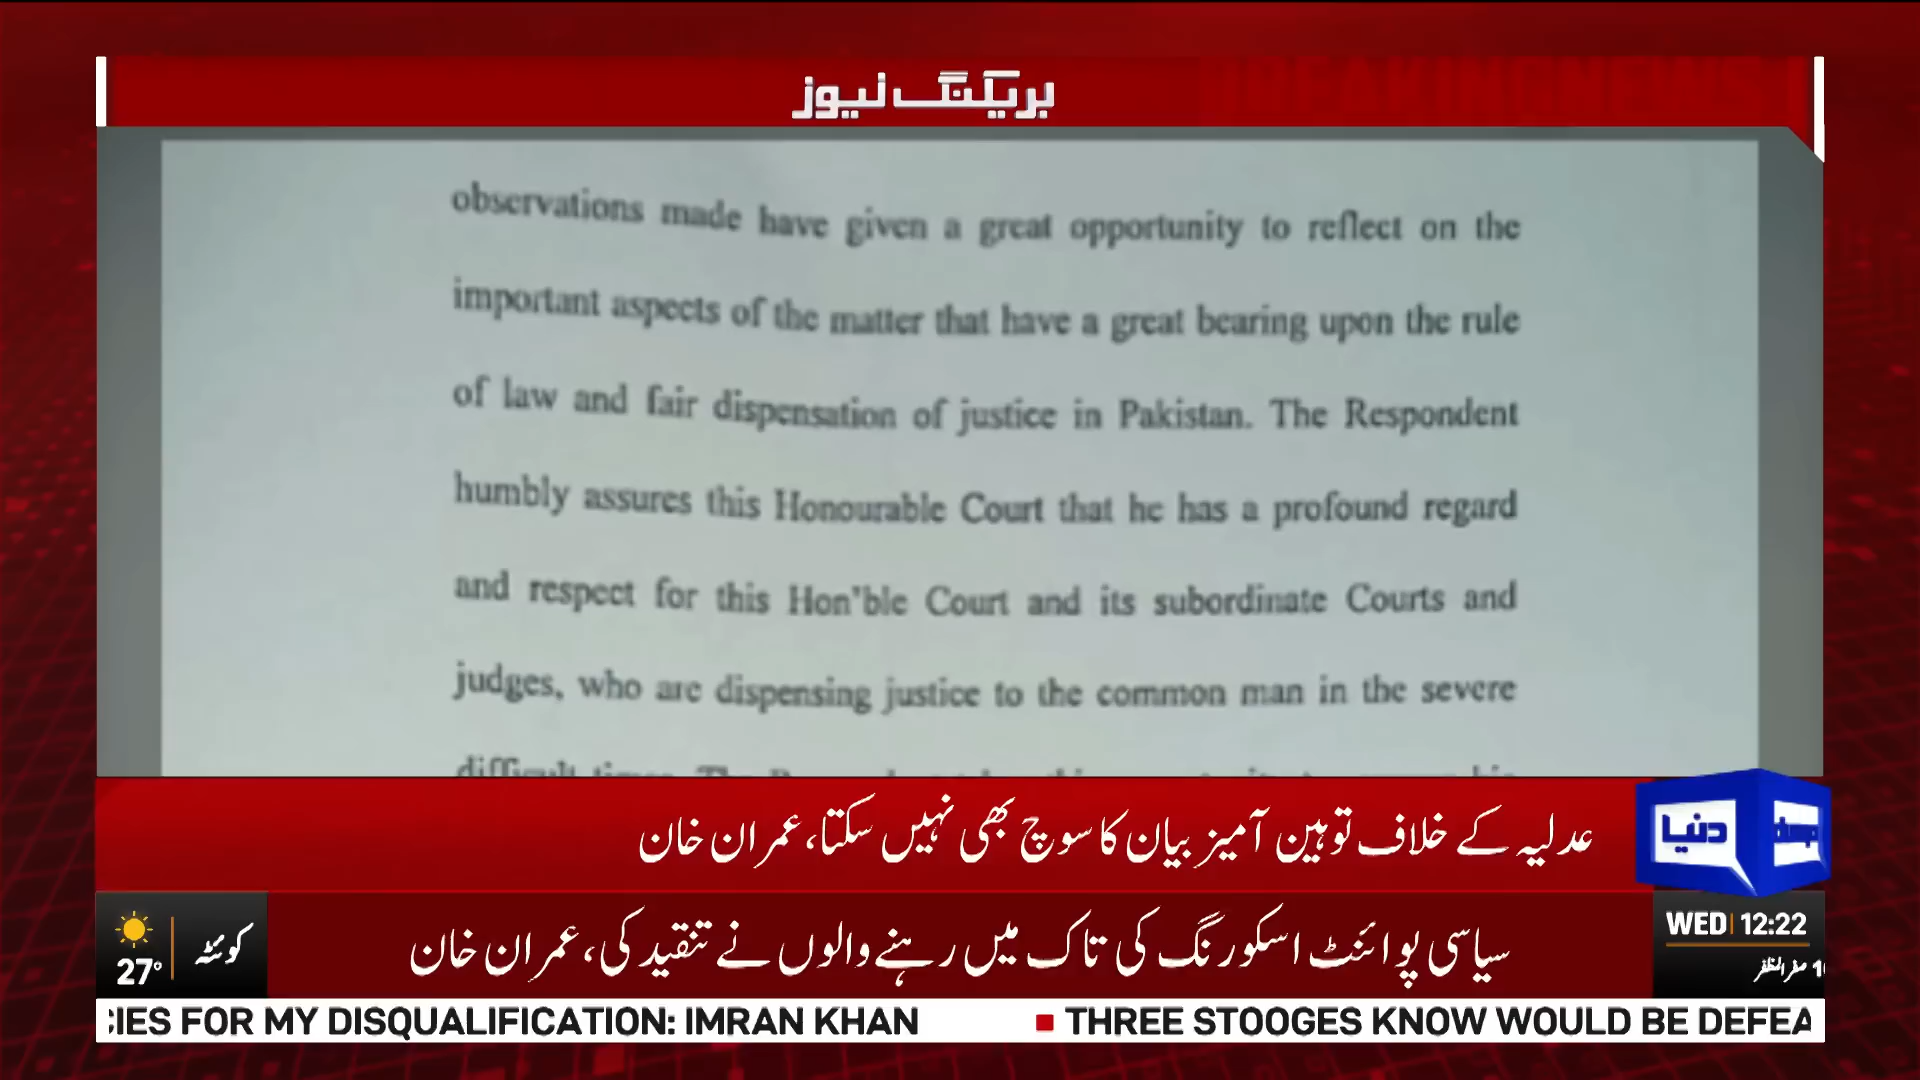 بریکنگ نیوز
observations made have given a great opportunity to reflect on the
important aspects of the matter that have a great bearing upon the rule
of law and fair dispensation of justice in Pakistan. The Respondent
humbly assures this Honourable Court that he has a profound regard
and respect for this Hon'ble Court and its subordinate Courts and
judges, who are dispensing justice to the common man in the severe
difficult times.
عدلیہ کے خلاف توہین آمیز بیان کا سوچ بھی نہیں سکتا، عمران خان
دنیا
سیاسی پوائنٹ اسکورنگ کی تاک میں رہنے والوں نے تنقید کی، عمران خان
WED 12:22
صفر المظفر
کوئٹہ
27°
IES FOR MY DISQUALIFICATION: IMRAN KHAN
THREE STOOGES KNOW WOULD BE DEFEA